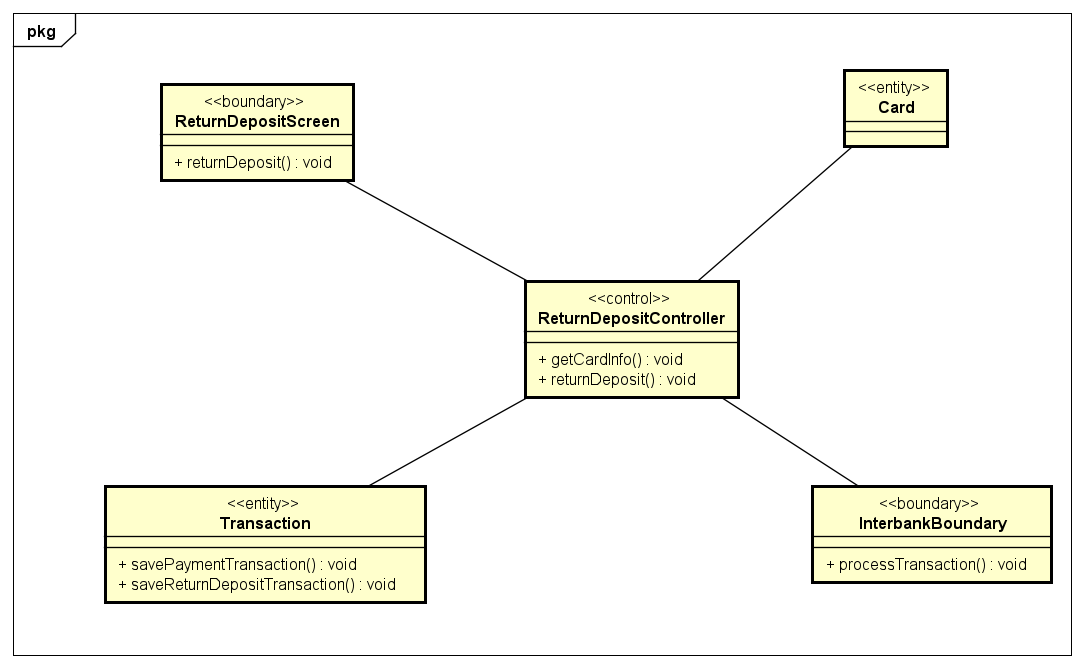 pkg
<<boundary>>
ReturnDepositScreen
+ returnDeposit() : void
<<entity>>
Card
<<control>>
ReturnDepositController
+ getCardInfo() : void
+ returnDeposit() : void
<<entity>>
Transaction
+ savePaymentTransaction() : void
+ saveReturnDepositTransaction() : void
<<boundary>>
InterbankBoundary
+ processTransaction() : void